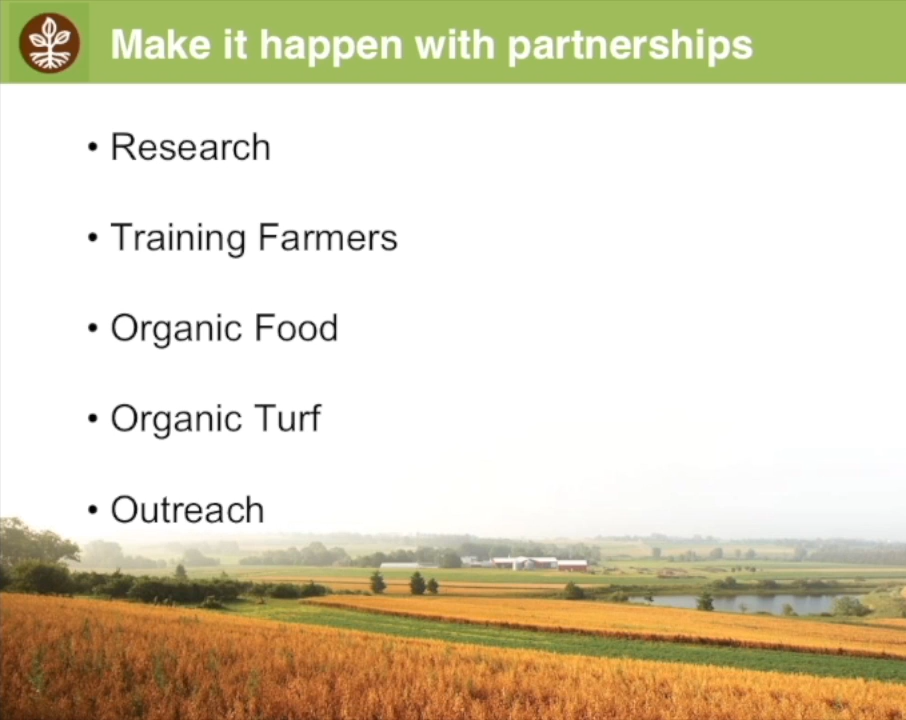 Make it happen with partnerships
• Research
• Training Farmers
• Organic Food
• Organic Turf
• Outreach